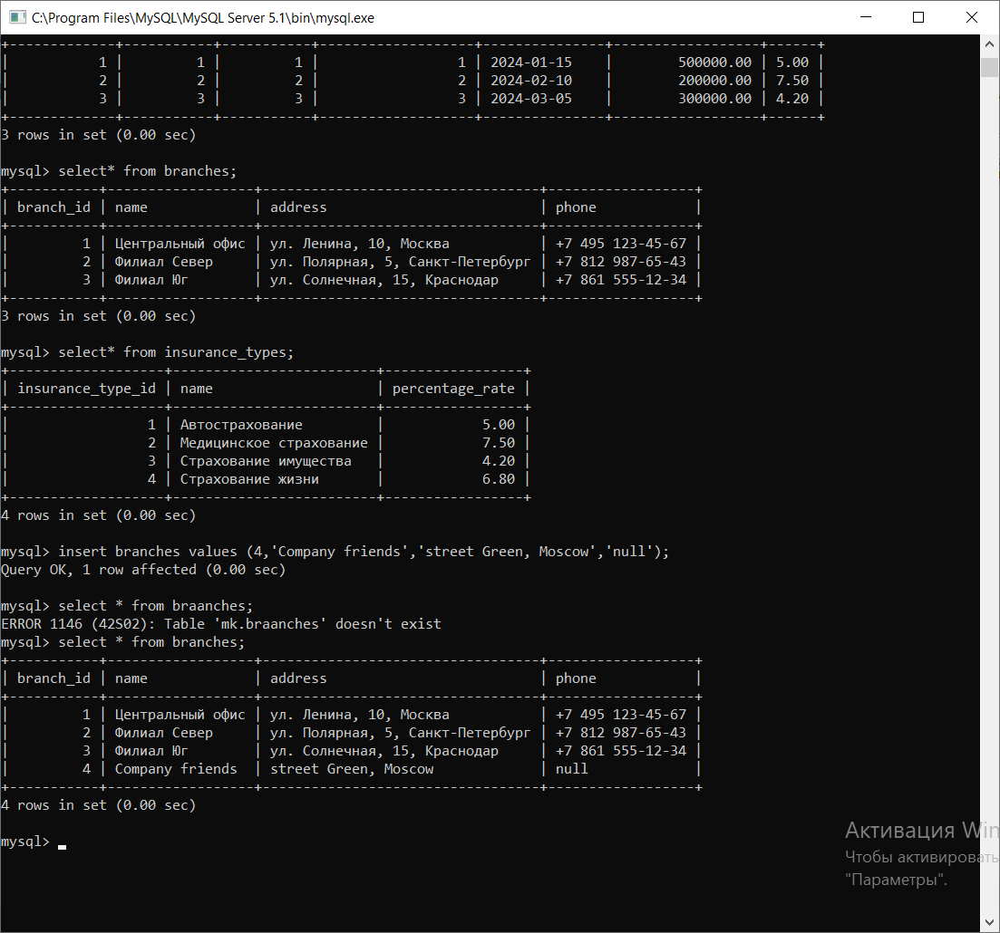 C:\Program Files\MySQL\MySQL Server 5.1\bin\mysql.exe
+-------------+-----------+-----------+-------------------+---------------+------------------+------+
| 1 | 1 | 1 | 1 | 2024-01-15 | 500000.00 | 5.00 |
| 2 | 2 | 2 | 2 | 2024-02-10 | 200000.00 | 7.50 |
| 3 | 3 | 3 | 3 | 2024-03-05 | 300000.00 | 4.20 |
+-------------+-----------+-----------+-------------------+---------------+------------------+------+
3 rows in set (0.00 sec)
mysql> select* from branches;
+-----------+------------------+----------------------------------+------------------+
| branch_id | name | address | phone |
+-----------+------------------+----------------------------------+------------------+
| 1 | Центральный офис | ул. Ленина, 10, Москва | +7 495 123-45-67 |
| 2 | Филиал Север | ул. Полярная, 5, Санкт-Петербург | +7 812 987-65-43 |
| 3 | Филиал Юг | ул. Солнечная, 15, Краснодар | +7 861 555-12-34 |
+-----------+------------------+----------------------------------+------------------+
3 rows in set (0.00 sec)
mysql> select* from insurance_types;
+-------------------+-------------------------+-----------------+
| insurance_type_id | name | percentage_rate |
+-------------------+-------------------------+-----------------+
| 1 | Автострахование | 5.00 |
| 2 | Медицинское страхование | 7.50 |
| 3 | Страхование имущества | 4.20 |
| 4 | Страхование жизни | 6.80 |
+-------------------+-------------------------+-----------------+
4 rows in set (0.00 sec)
mysql> insert branches values (4,'Company friends','street Green, Moscow','null');
Query OK, 1 row affected (0.00 sec)
mysql> select * from braanches;
ERROR 1146 (42S02): Table 'mk.braanches' doesn't exist
mysql> select * from branches;
+-----------+------------------+----------------------------------+------------------+
| branch_id | name | address | phone |
+-----------+------------------+----------------------------------+------------------+
| 1 | Центральный офис | ул. Ленина, 10, Москва | +7 495 123-45-67 |
| 2 | Филиал Север | ул. Полярная, 5, Санкт-Петербург | +7 812 987-65-43 |
| 3 | Филиал Юг | ул. Солнечная, 15, Краснодар | +7 861 555-12-34 |
| 4 | Company friends | street Green, Moscow | null |
+-----------+------------------+----------------------------------+------------------+
4 rows in set (0.00 sec)
mysql>
Активация Win
Чтобы активировать
"Параметры".